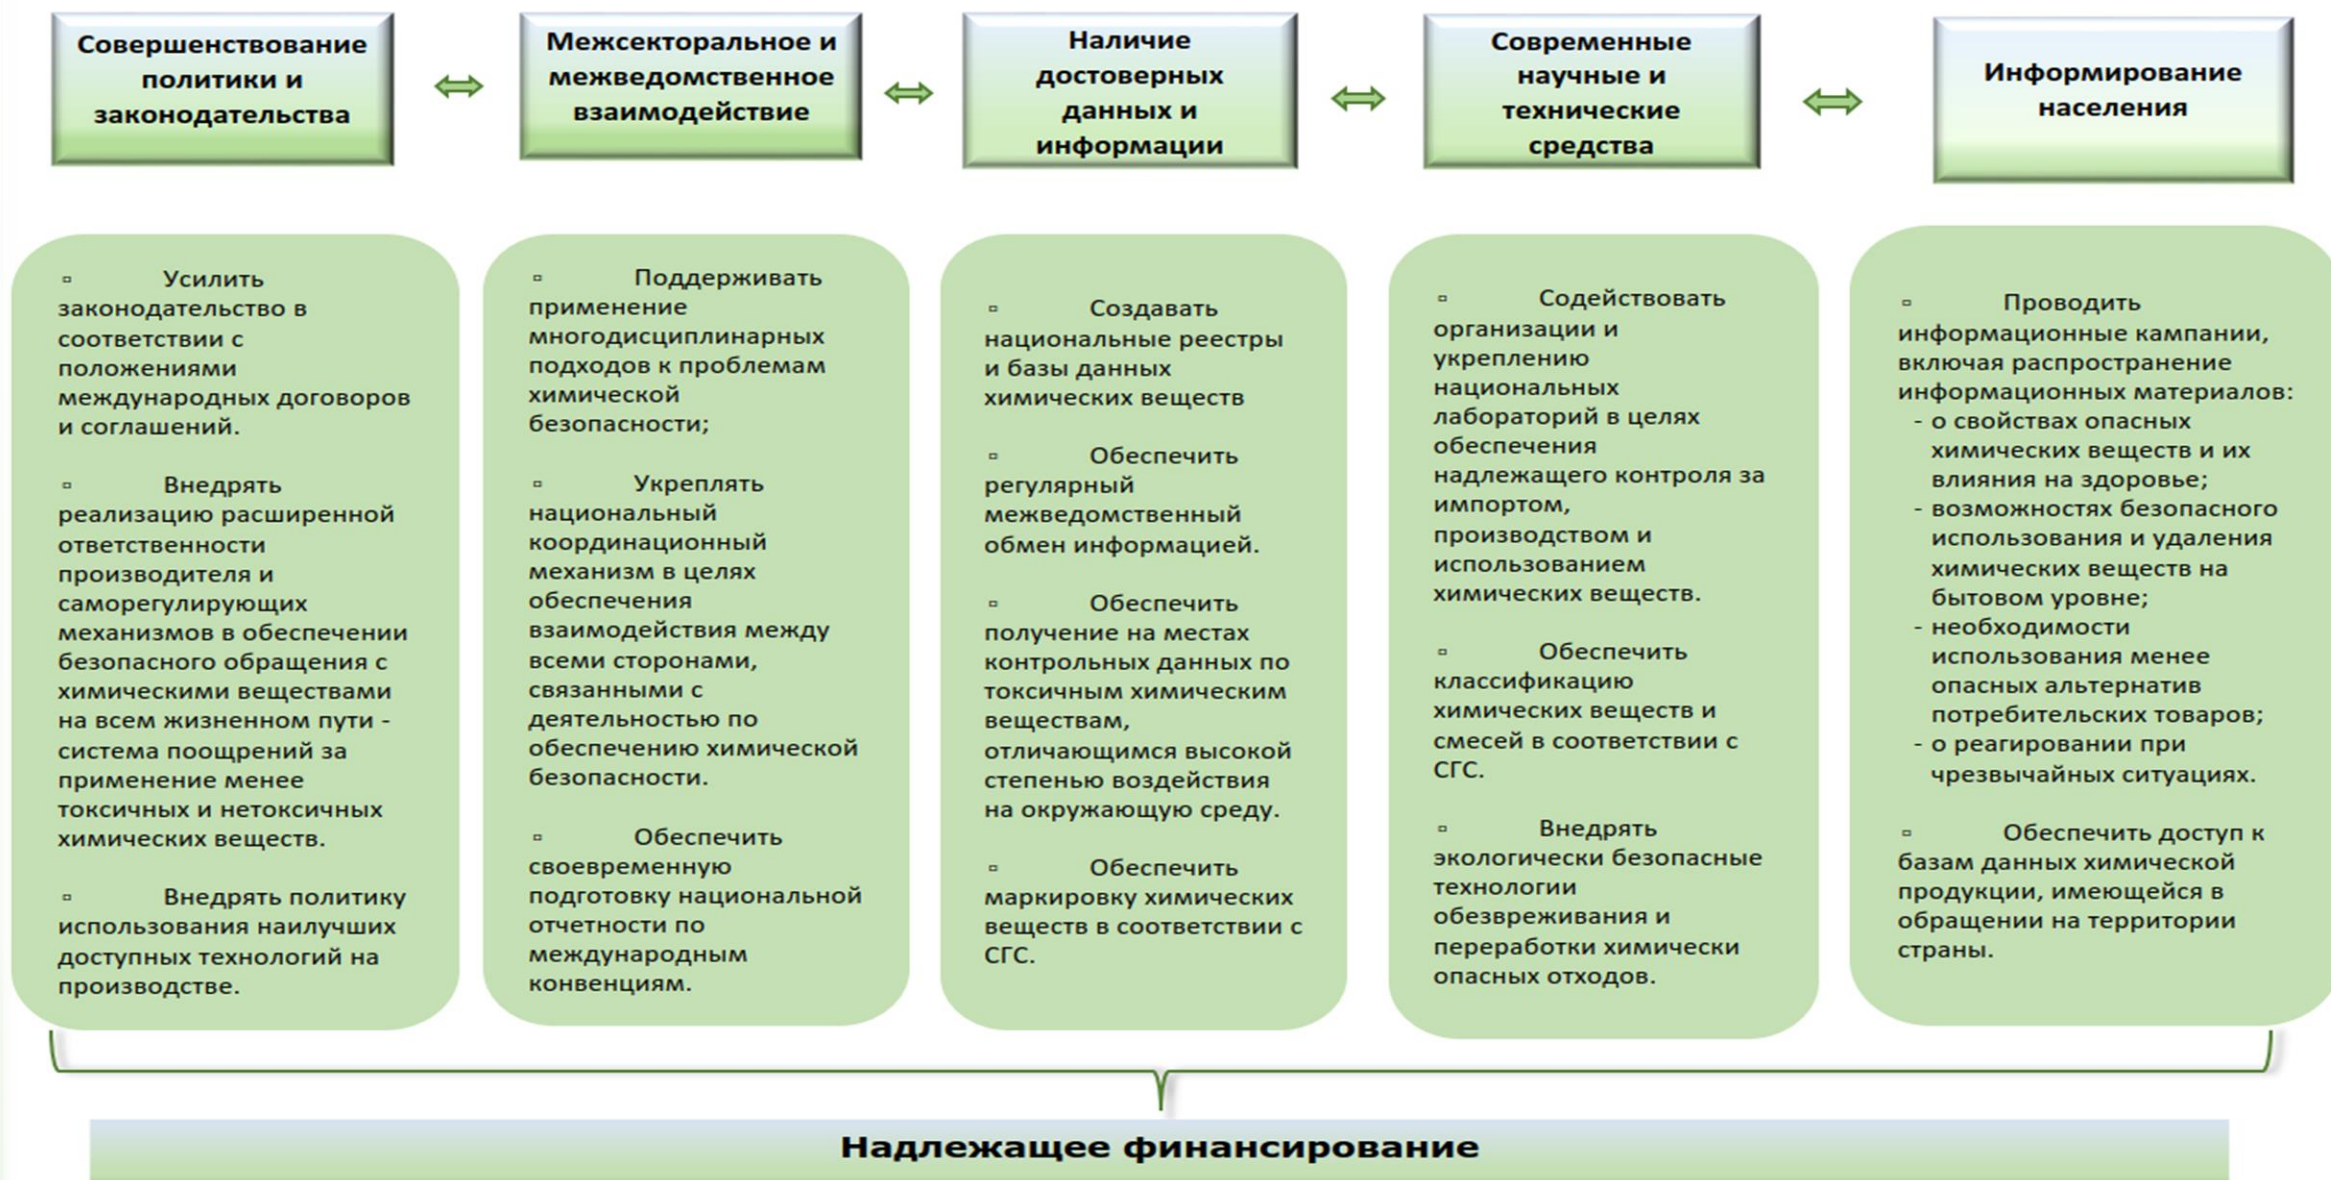 Совершенствование
политики и
законодательства
Межсекторальное и
межведомственное
взаимодействие
Наличие
достоверных
данных и
информации
Современные
научные и
технические
средства
Информирование
населения
▫ Усилить
законодательство в
соответствии с
положениями
международных договоров
и соглашений.
▫ Внедрять
реализацию расширенной
ответственности
производителя и
саморегулирующих
механизмов в обеспечении
безопасного обращения с
химическими веществами
на всем жизненном пути -
система поощрений за
применение менее
токсичных и нетоксичных
химических веществ.
▫ Внедрять политику
использования наилучших
доступных технологий на
производстве.
▫ Поддерживать
применение
многодисциплинарных
подходов к проблемам
химической
безопасности;
▫ Укреплять
национальный
координационный
механизм в целях
обеспечения
взаимодействия между
всеми сторонами,
связанными с
деятельностью по
обеспечению химической
безопасности.
▫ Обеспечить
своевременную
подготовку национальной
отчетности по
международным
конвенциям.
▫ Создавать
национальные реестры
и базы данных
химических веществ
▫ Обеспечить
регулярный
межведомственный
обмен информацией.
▫ Обеспечить
получение на местах
контрольных данных по
токсичным химическим
веществам,
отличающимся высокой
степенью воздействия
на окружающую среду.
▫ Обеспечить
маркировку химических
веществ в соответствии с
СГС.
▫ Содействовать
организации и
укреплению
национальных
лабораторий в целях
обеспечения
надлежащего контроля за
импортом,
производством и
использованием
химических веществ.
▫ Обеспечить
классификацию
химических веществ и
смесей в соответствии с
СГС.
▫ Внедрять
экологически безопасные
технологии
обезвреживания и
переработки химически
опасных отходов.
▫ Проводить
информационные кампании,
включая распространение
информационных материалов:
- о свойствах опасных
химических веществ и их
влияния на здоровье;
- возможностях безопасного
использования и удаления
химических веществ на
бытовом уровне;
- необходимости
использования менее
опасных альтернатив
потребительских товаров;
- о реагировании при
чрезвычайных ситуациях.
▫ Обеспечить доступ к
базам данных химической
продукции, имеющейся в
обращении на территории
страны.
Надлежащее финансирование